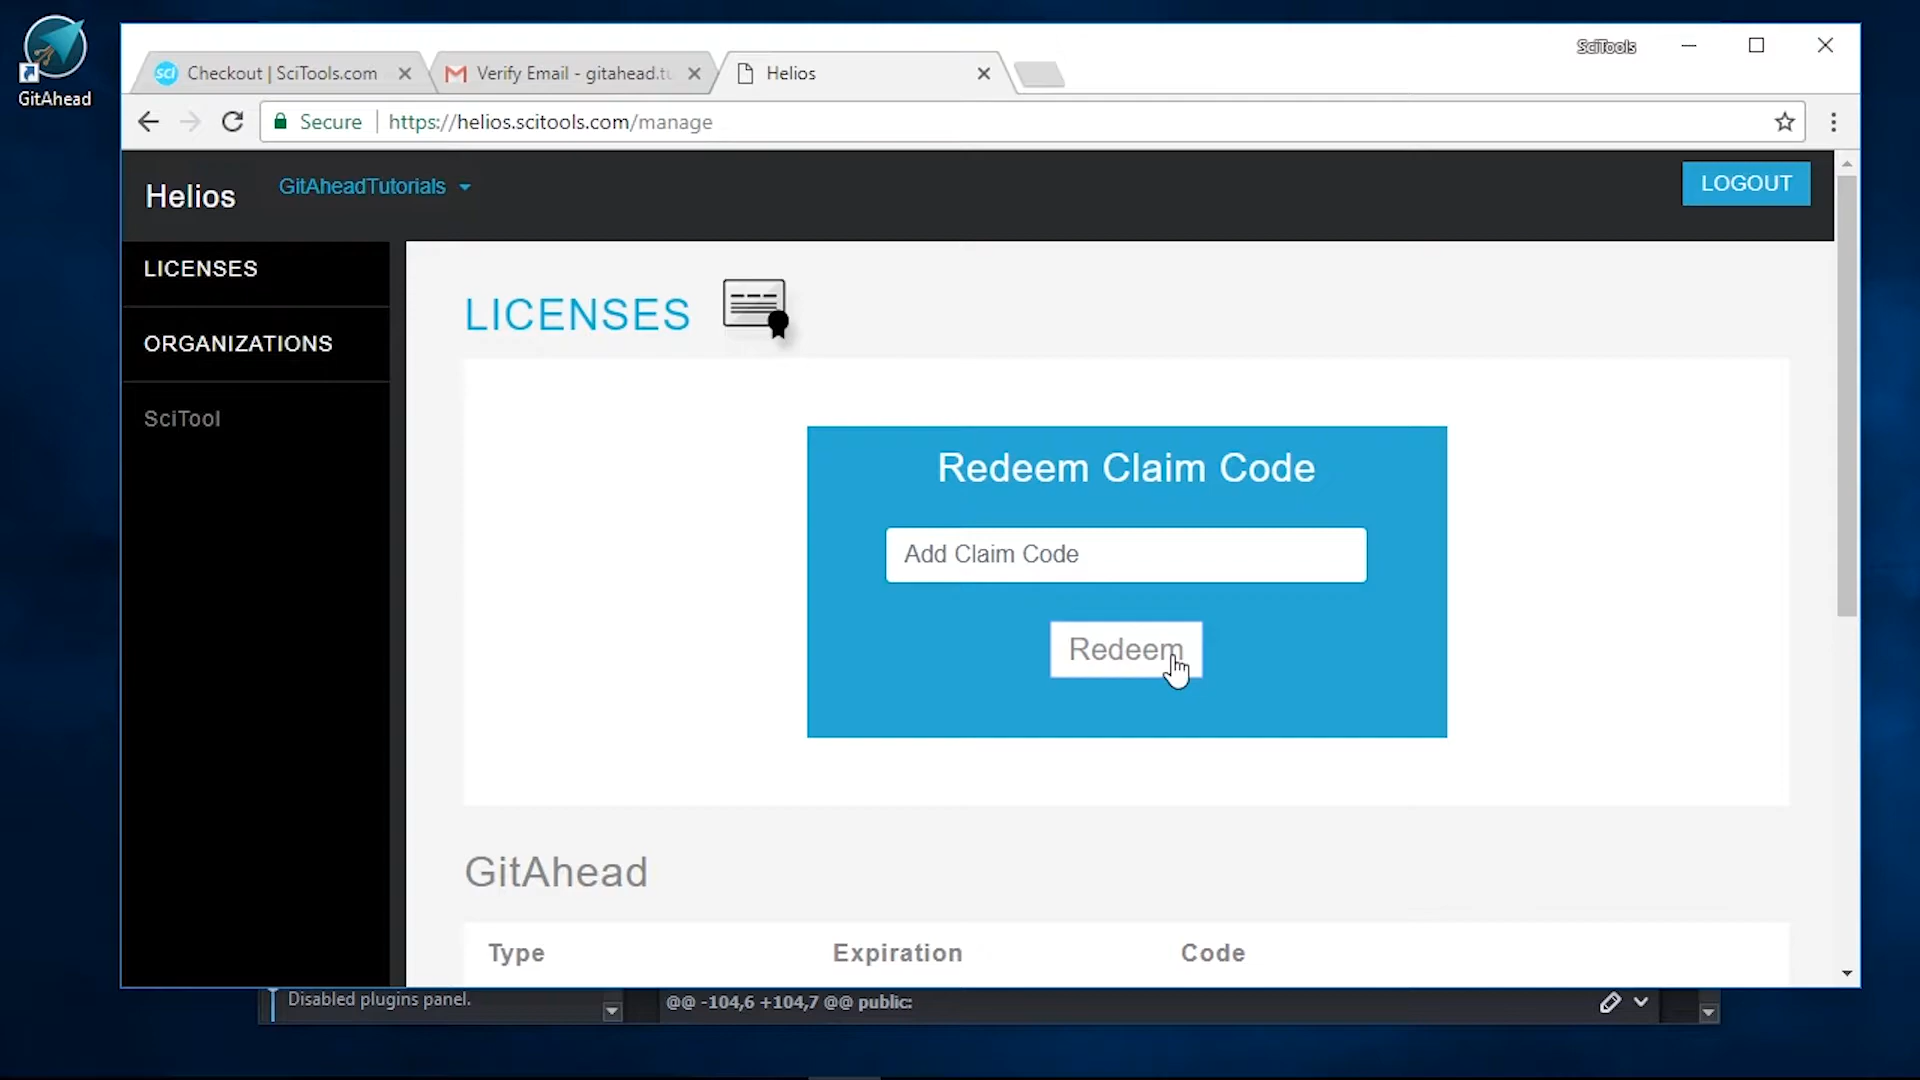 GitAhead
SciTools
Checkout | SciTools.com
Verify Email - gitahead.tu
Helios
Secure
https://helios.scitools.com/manage
Helios
GitAheadTutorials
LOGOUT
LICENSES
ORGANIZATIONS
SciTool
LICENSES
Redeem Claim Code
Add Claim Code
Redeem
GitAhead
Type Expiration Code
Disabled plugins panel.
@@ -104,6 +104,7 @@ public: